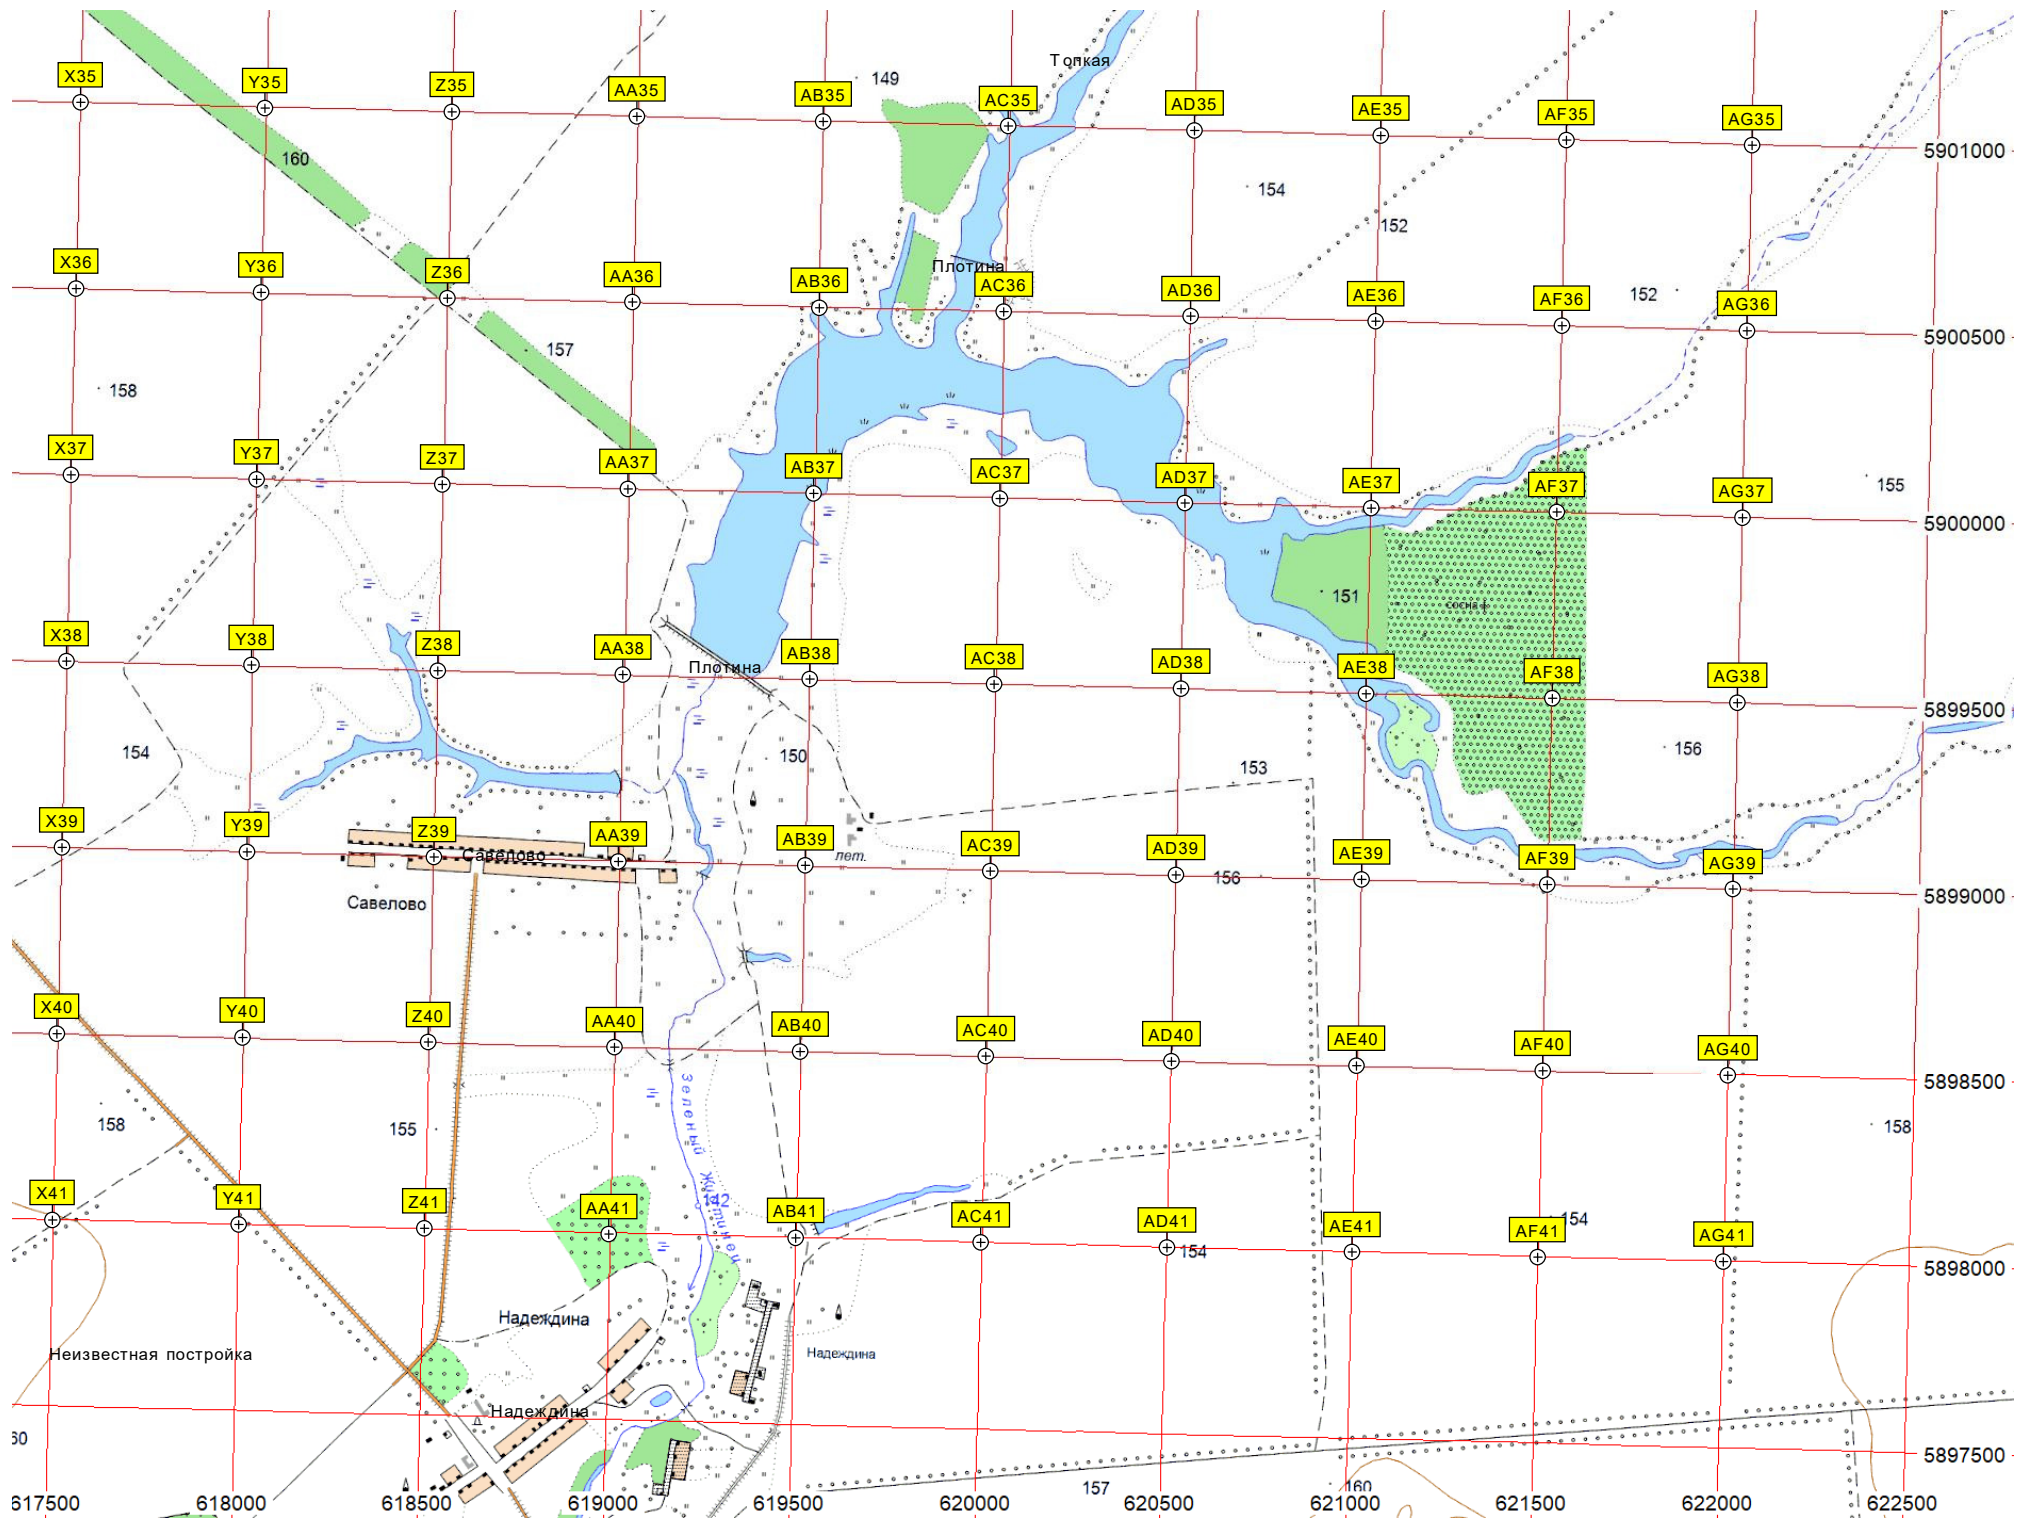 Топкая
149
X35 Y35 Z35 AA35 AB35 AC35 AD35 AE35 AF35 AG35
5901000
160
154
152
X36 Y36 Z36 AA36 AB36 AC36 AD36 AE36 AF36 AG36
Плотина
152
5900500
157
158
X37 Y37 Z37 AA37 AB37 AC37 AD37 AE37 AF37 AG37
155
5900000
151
сосна
X38 Y38 Z38 AA38 AB38 AC38 AD38 AE38 AF38 AG38
Плотина
5899500
154
150
153
156
X39 Y39 Z39 AA39 AB39 AC39 AD39 AE39 AF39 AG39
Савелово
лет.
156
Савелово
5899000
X40 Y40 Z40 AA40 AB40 AC40 AD40 AE40 AF40 AG40
5898500
Зеленый Жутинец
158
155
158
142
X41 Y41 Z41 AA41 AB41 AC41 AD41 AE41 AF41 AG41
154
154
5898000
Надеждина
Надеждина
Неизвестная постройка
Надеждина
60
5897500
157
160
617500 618000 618500 619000 619500 620000 620500 621000 621500 622000 622500